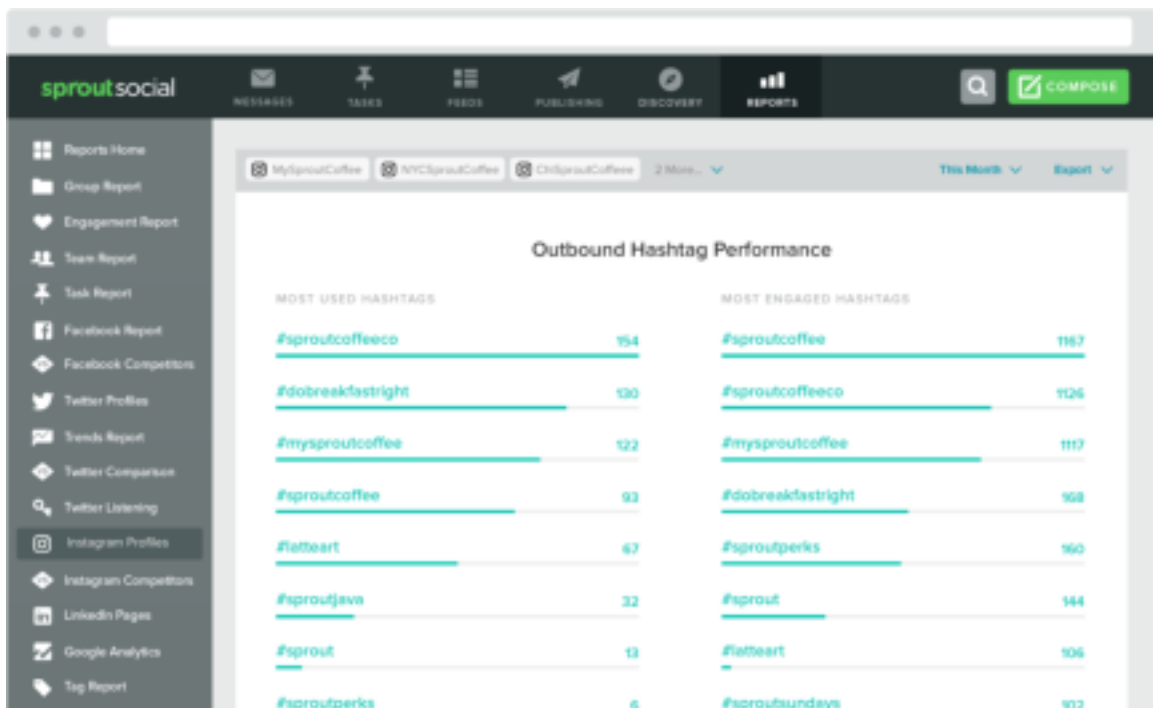 sproutsocial
MESSAGES TASKS FEEDS PUBLISHING DISCOVERY REPORTS COMPOSE
Reports Home
Group Report
Engagement Report
Team Report
Task Report
Facebook Report
Facebook Competitors
Twitter Profiles
Trends Report
Twitter Comparison
Twitter Listening
Instagram Profiles
Instagram Competitors
LinkedIn Pages
Google Analytics
Tag Report
MySproutCoffee NYCSproutCoffee ChiSproutCoffeee 2 More... This Month Export
Outbound Hashtag Performance
MOST USED HASHTAGS
#sproutcoffeeco 154
#dobreakfastright 130
#mysproutcoffee 122
#sproutcoffee 93
#latteart 67
#sproutjava 32
#sprout 13
#sproutperks 6
MOST ENGAGED HASHTAGS
#sproutcoffee 1167
#sproutcoffeeco 1126
#mysproutcoffee 1117
#dobreakfastright 168
#sproutperks 160
#sprout 144
#latteart 106
#sproutsundays 102